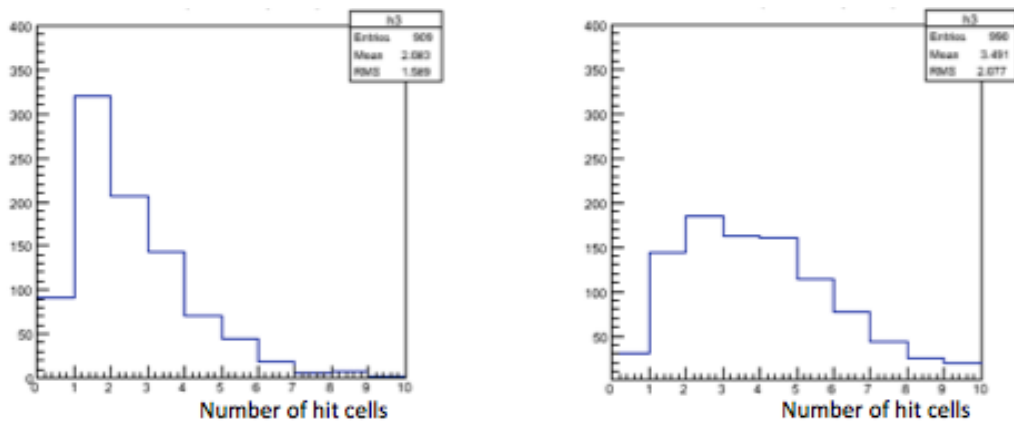 h3
Entries 909
Mean 2.083
RMS 1.589
400
350
300
250
200
150
100
50
0
0 1 2 3 4 5 6 7 8 9 10
Number of hit cells
h3
Entries 990
Mean 3.491
RMS 2.077
400
350
300
250
200
150
100
50
0 1 2 3 4 5 6 7 8 9 10
Number of hit cells